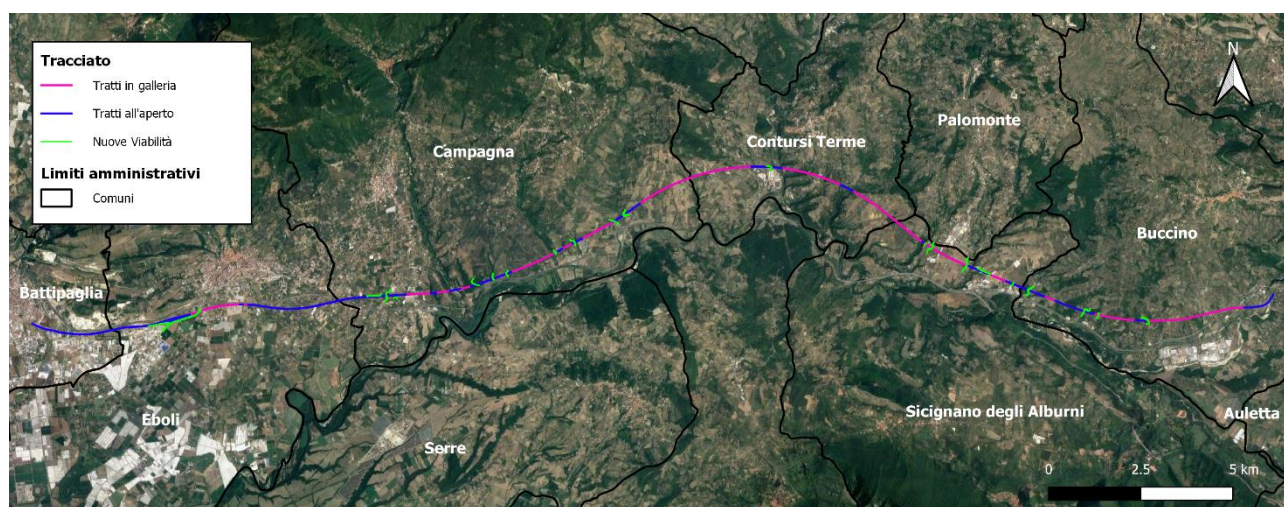 Tracciato
Tratti in galleria
Tratti all'aperto
Nuove Viabilità
Limiti amministrativi
Comuni
N
Palomonte
Contursi Terme
Campagna
Buccino
Battipaglia
Eboli
Sicignano degli Alburni
Auletta
Serre
0 2.5 5 km